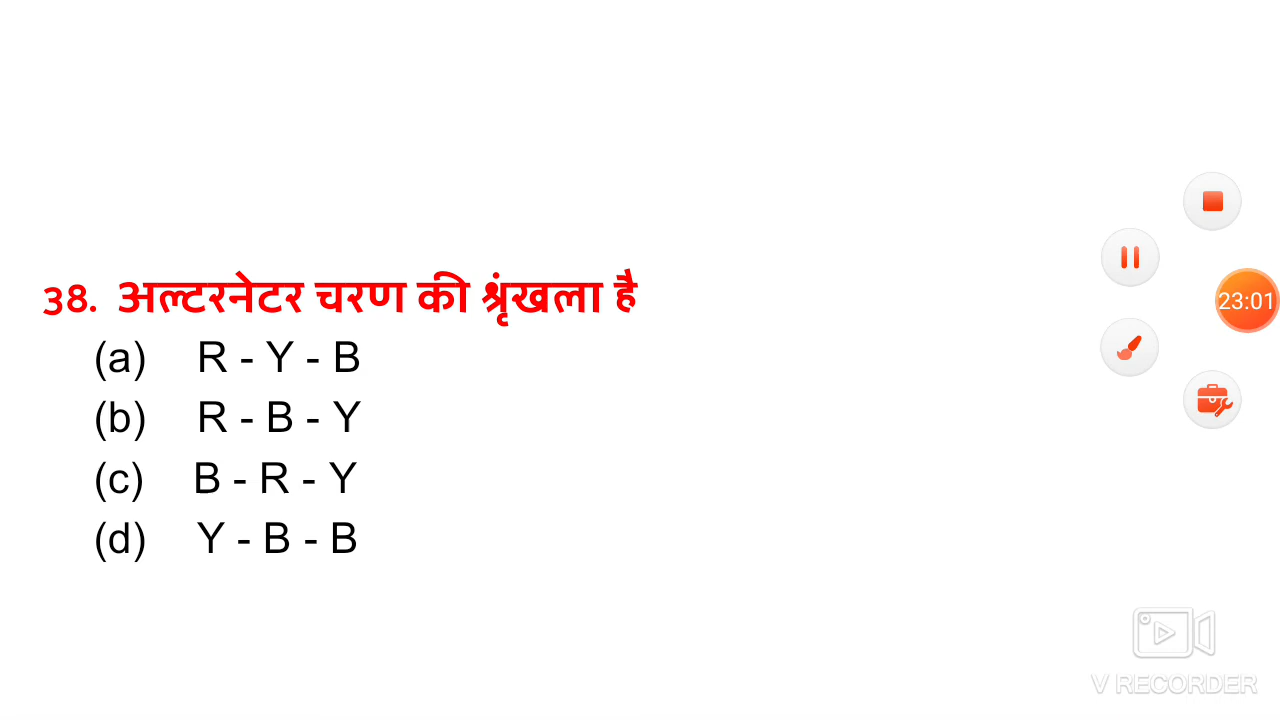 38. अल्टरनेटर चरण की श्रृंखला है
(a) R - Y - B
(b) R - B - Y
(c) B - R - Y
(d) Y - B - B
23:01
V RECORDER